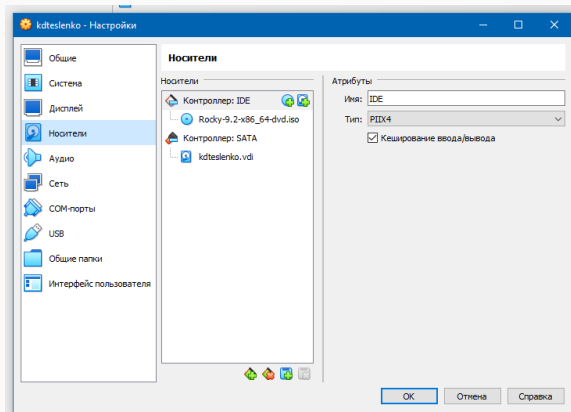 kdteslenko - Настройки
Общие
Система
Дисплей
Носители
Аудио
Сеть
COM-порты
USB
Общие папки
Интерфейс пользователя
Носители
Носители
Контроллер: IDE
Rocky-9.2-x86_64-dvd.iso
Контроллер: SATA
kdteslenko.vdi
Атрибуты
Имя: IDE
Тип: PIIX4
Кеширование ввода/вывода
OK Отмена Справка